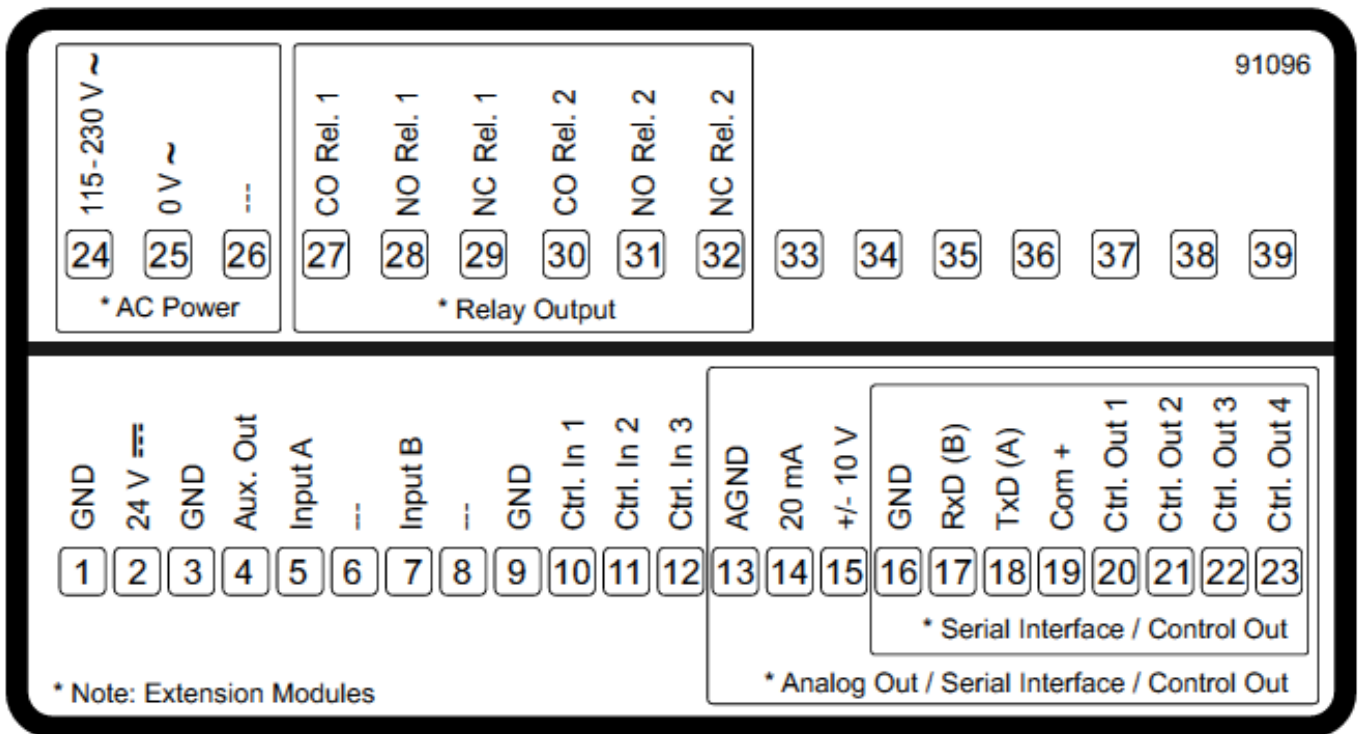 91096
115 - 230 V ~
0 V ~
---
CO Rel. 1
NO Rel. 1
NC Rel. 1
CO Rel. 2
NO Rel. 2
NC Rel. 2
24 25 26 27 28 29 30 31 32 33 34 35 36 37 38 39
* AC Power
* Relay Output
GND
24 V ⎓
GND
Aux. Out
Input A
---
Input B
---
GND
Ctrl. In 1
Ctrl. In 2
Ctrl. In 3
AGND
20 mA
+/- 10 V
GND
RxD (B)
TxD (A)
Com +
Ctrl. Out 1
Ctrl. Out 2
Ctrl. Out 3
Ctrl. Out 4
1 2 3 4 5 6 7 8 9 10 11 12 13 14 15 16 17 18 19 20 21 22 23
* Serial Interface / Control Out
* Analog Out / Serial Interface / Control Out
* Note: Extension Modules